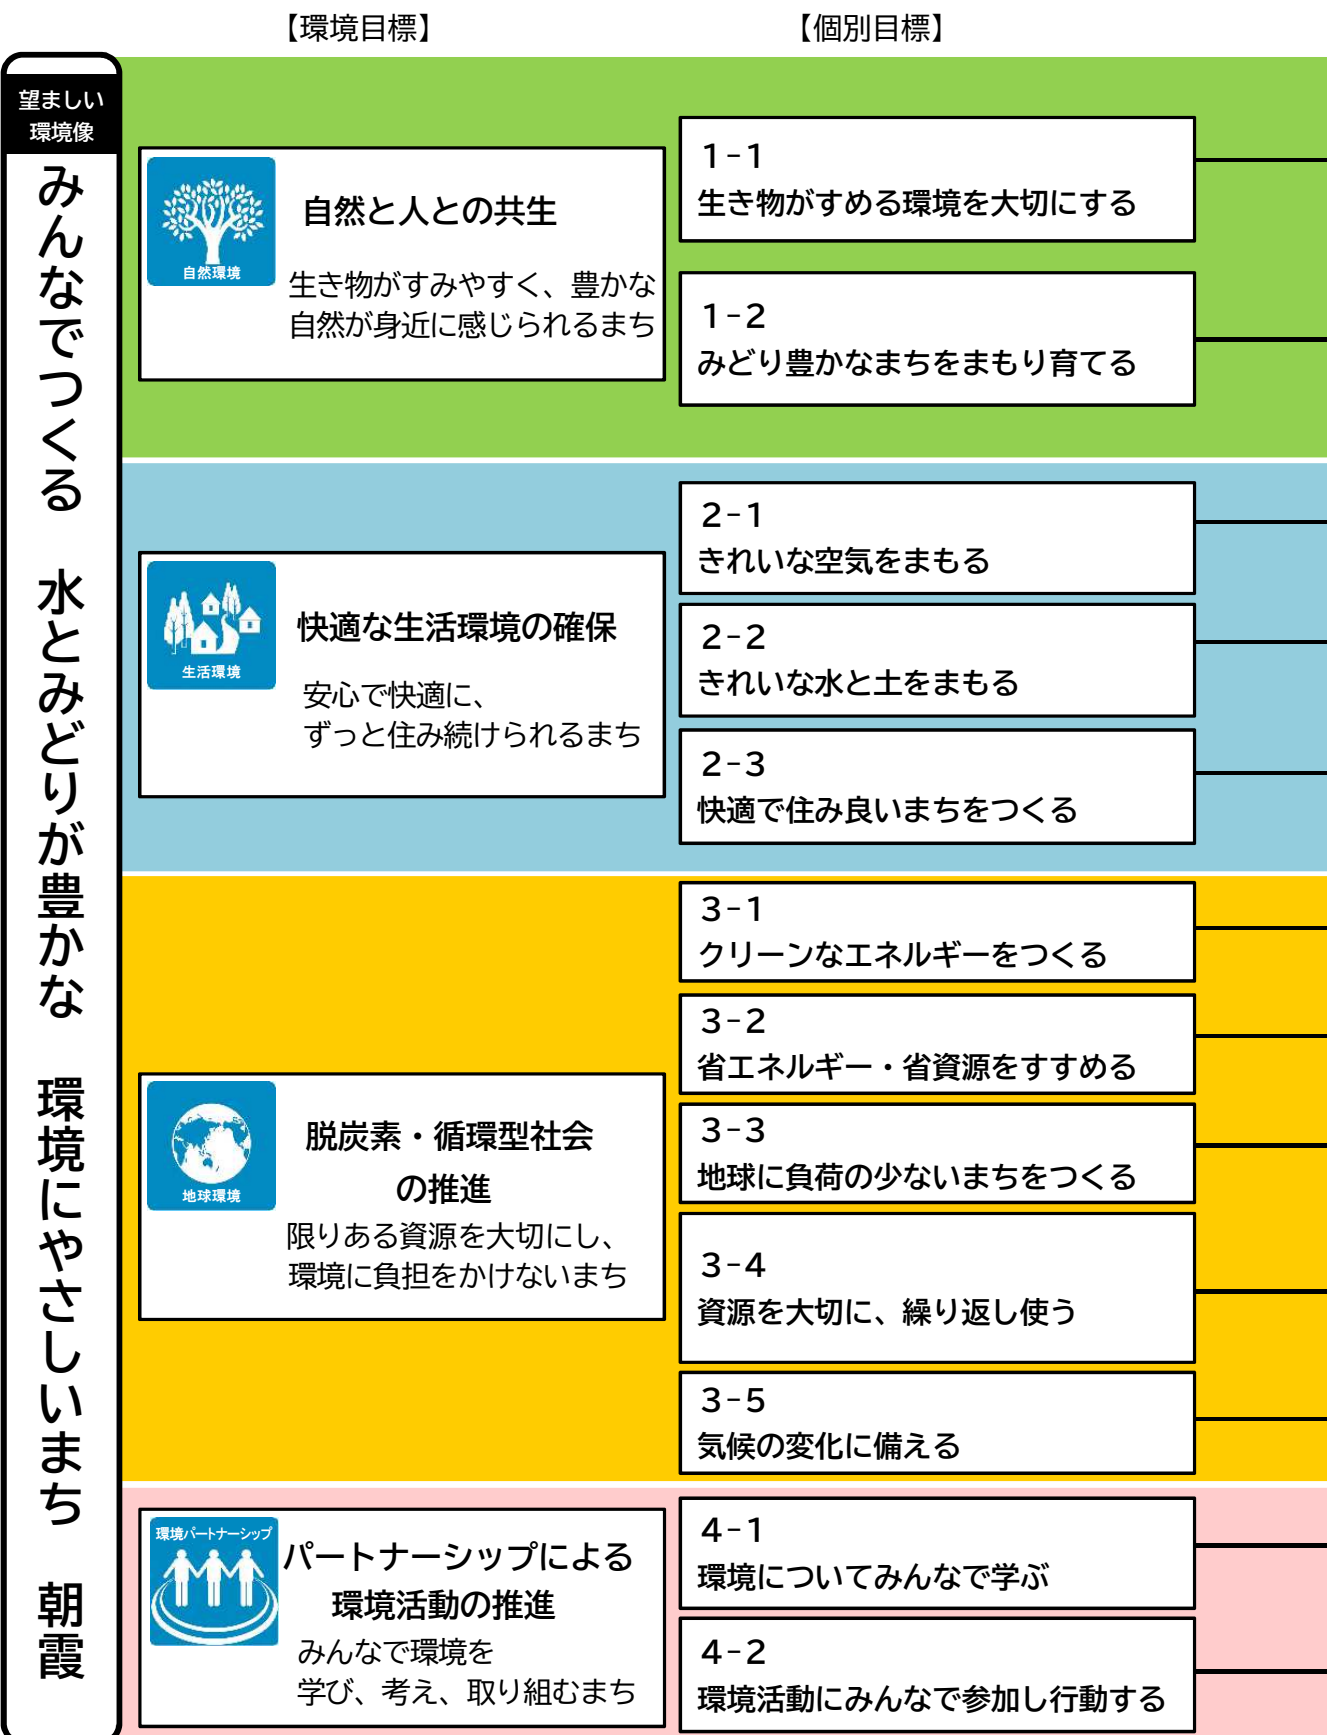 【環境目標】
【個別目標】
望ましい
環境像
みんなでつくる　水とみどりが豊かな　環境にやさしいまち　朝霞
自然環境
自然と人との共生
生き物がすみやすく、豊かな
自然が身近に感じられるまち
1-1
生き物がすめる環境を大切にする
1-2
みどり豊かなまちをまもり育てる
生活環境
快適な生活環境の確保
安心で快適に、
ずっと住み続けられるまち
2-1
きれいな空気をまもる
2-2
きれいな水と土をまもる
2-3
快適で住み良いまちをつくる
地球環境
脱炭素・循環型社会
の推進
限りある資源を大切にし、
環境に負担をかけないまち
3-1
クリーンなエネルギーをつくる
3-2
省エネルギー・省資源をすすめる
3-3
地球に負荷の少ないまちをつくる
3-4
資源を大切に、繰り返し使う
3-5
気候の変化に備える
環境パートナーシップ
パートナーシップによる
環境活動の推進
みんなで環境を
学び、考え、取り組むまち
4-1
環境についてみんなで学ぶ
4-2
環境活動にみんなで参加し行動する